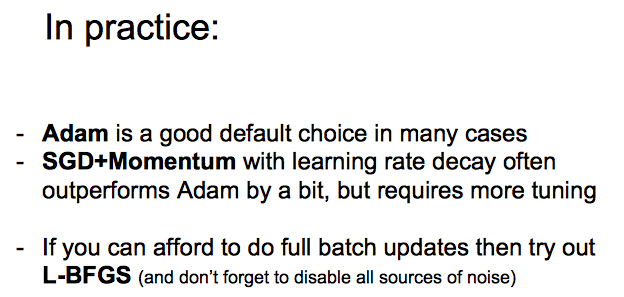 In practice:
- Adam is a good default choice in many cases
- SGD+Momentum with learning rate decay often
outperforms Adam by a bit, but requires more tuning
- If you can afford to do full batch updates then try out
L-BFGS (and don’t forget to disable all sources of noise)